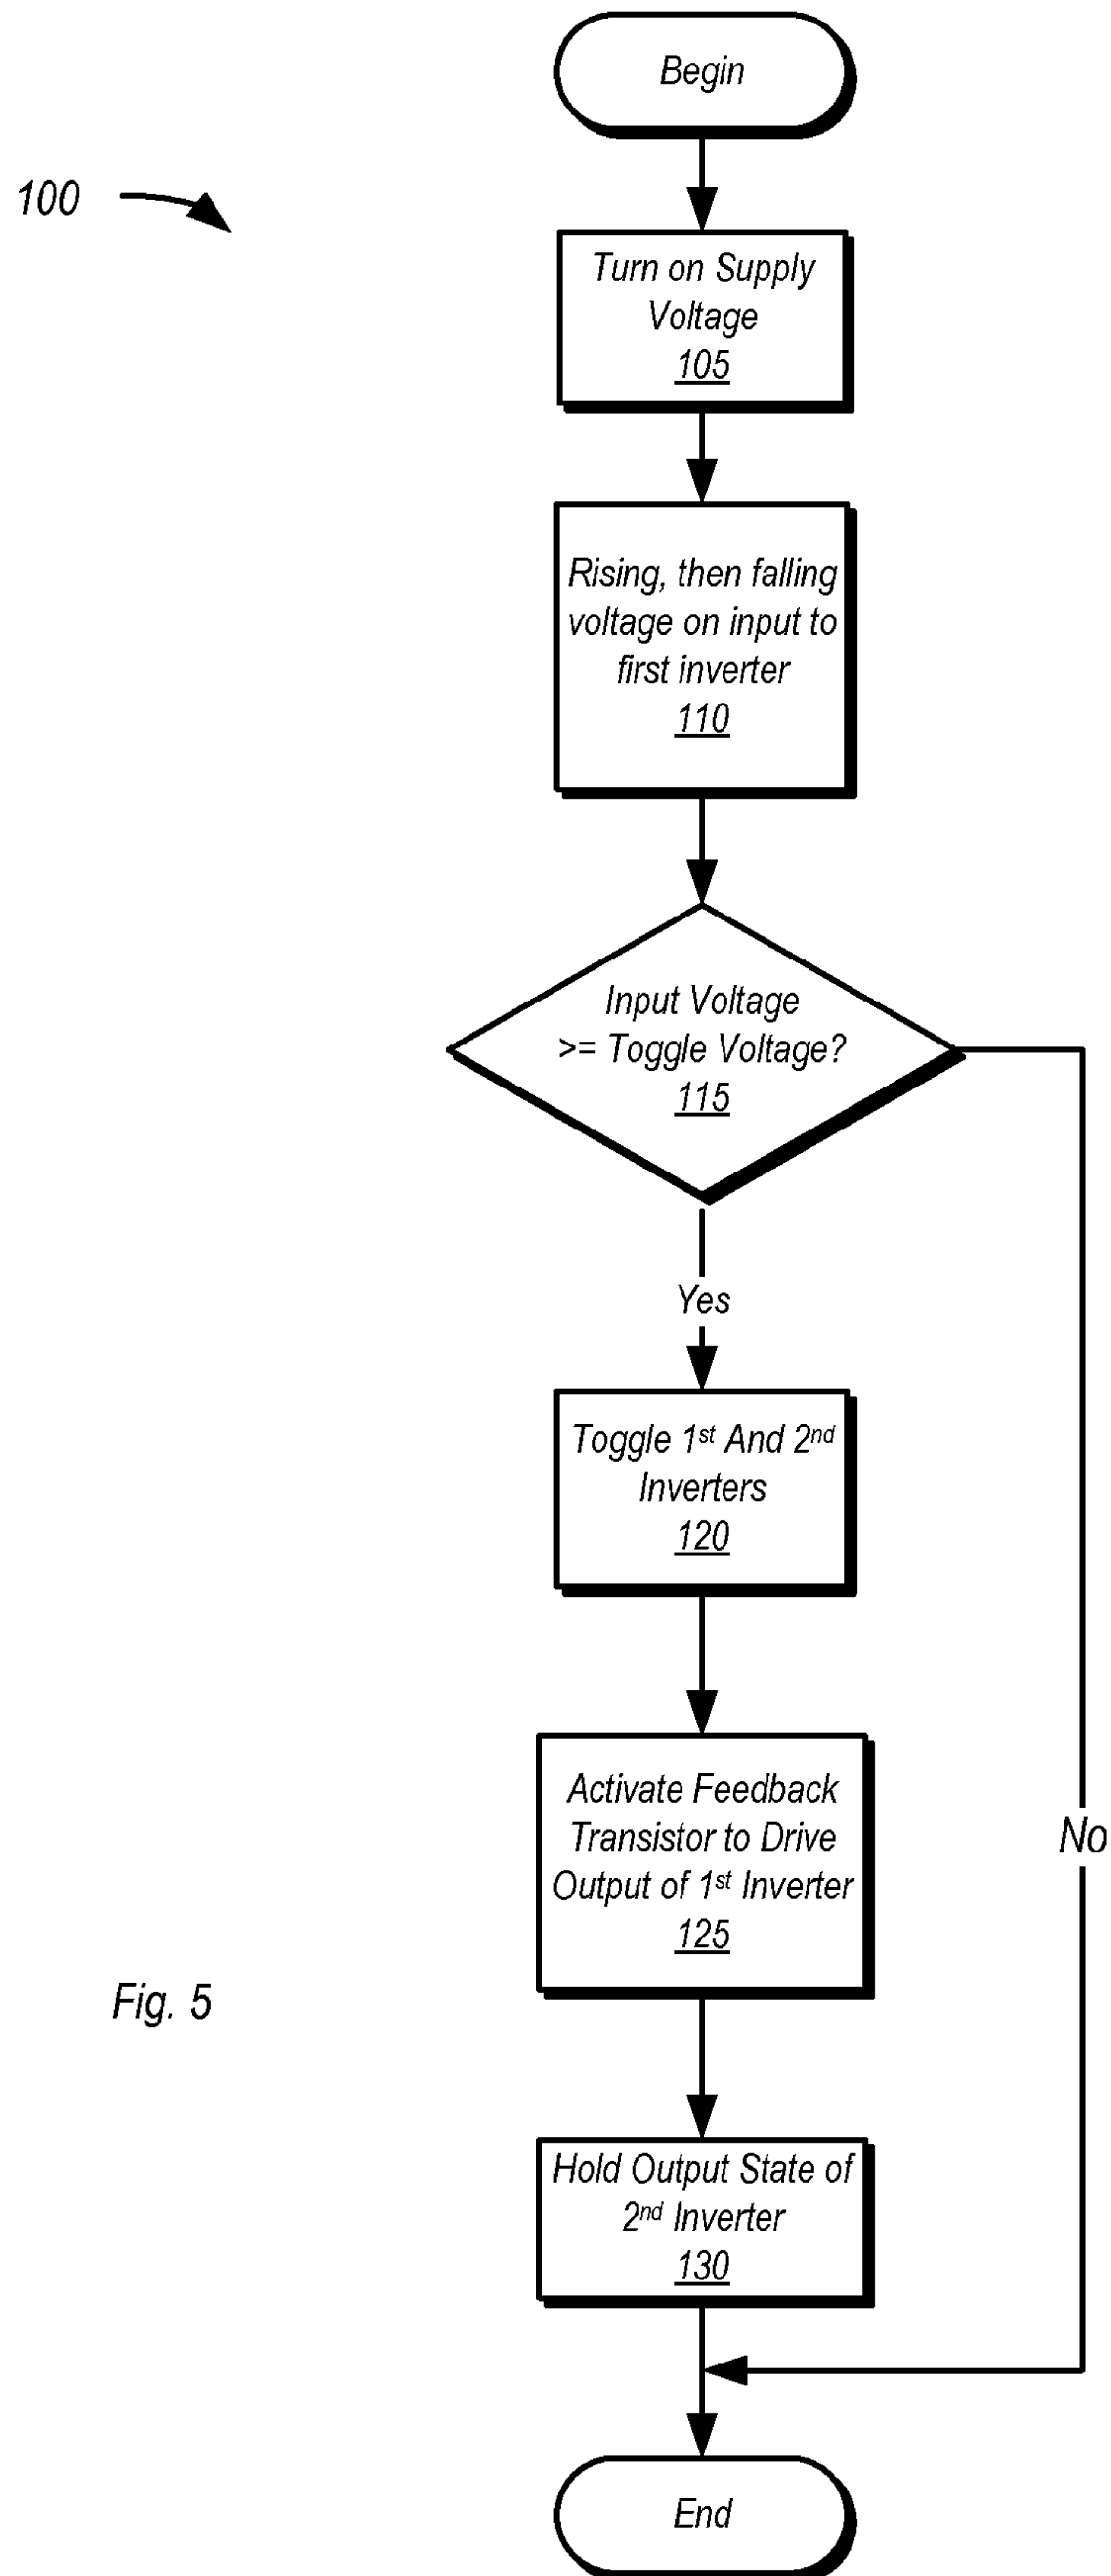 Begin
100
Turn on Supply
Voltage
105
Rising, then falling
voltage on input to
first inverter
110
Input Voltage
>= Toggle Voltage?
115
Yes
Toggle 1st And 2nd
Inverters
120
Activate Feedback
Transistor to Drive
Output of 1st Inverter
125
No
Fig. 5
Hold Output State of
2nd Inverter
130
End